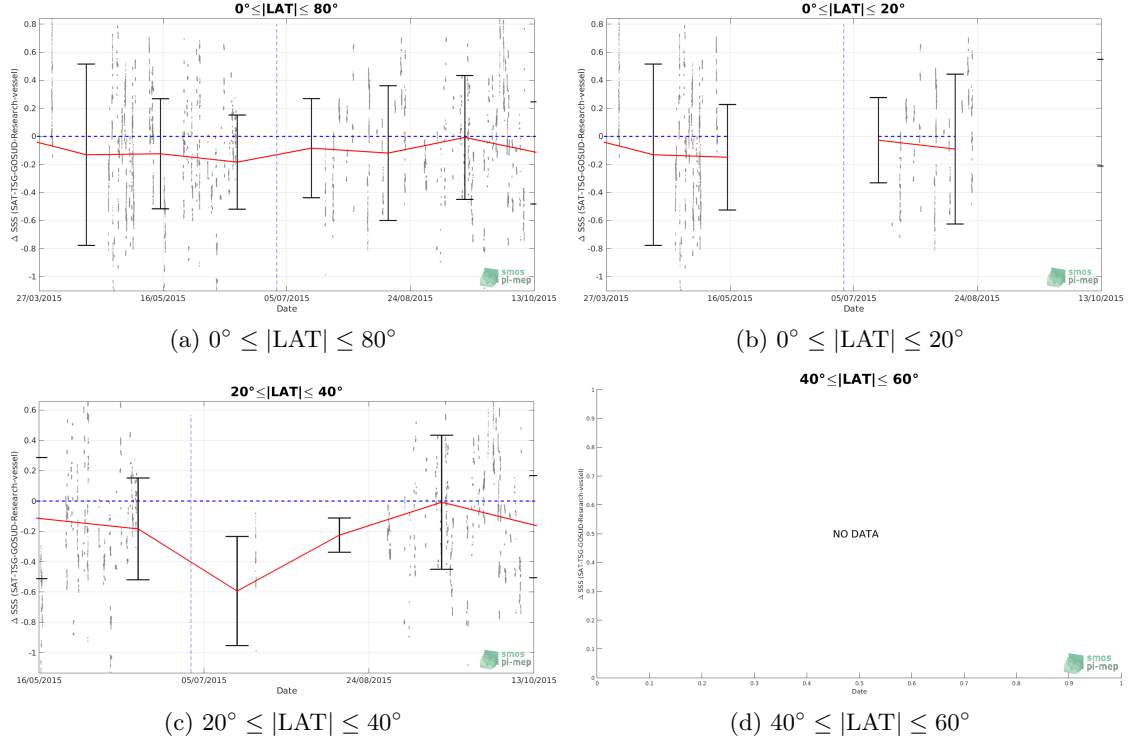 0°≤|LAT|≤ 80°
0.8
0.6
0.4
0.2
0
-0.2
-0.4
-0.6
-0.8
-1
Δ SSS (SAT-TSG-GOSUD-Research-vessel)
27/03/2015 16/05/2015 05/07/2015 24/08/2015 13/10/2015
Date
smos
pi-mep
(a) 0° ≤ |LAT| ≤ 80°
0°≤|LAT|≤ 20°
0.8
0.6
0.4
0.2
0
-0.2
-0.4
-0.6
-0.8
-1
Δ SSS (SAT-TSG-GOSUD-Research-vessel)
27/03/2015 16/05/2015 05/07/2015 24/08/2015 13/10/2015
Date
smos
pi-mep
(b) 0° ≤ |LAT| ≤ 20°
20°≤|LAT|≤ 40°
0.6
0.4
0.2
0
-0.2
-0.4
-0.6
-0.8
-1
Δ SSS (SAT-TSG-GOSUD-Research-vessel)
16/05/2015 05/07/2015 24/08/2015 13/10/2015
Date
smos
pi-mep
(c) 20° ≤ |LAT| ≤ 40°
40°≤|LAT|≤ 60°
1
0.9
0.8
0.7
0.6
0.5
0.4
0.3
0.2
0.1
0
Δ SSS (SAT-TSG-GOSUD-Research-vessel)
NO DATA
0 0.1 0.2 0.3 0.4 0.5 0.6 0.7 0.8 0.9 1
Date
smos
pi-mep
(d) 40° ≤ |LAT| ≤ 60°